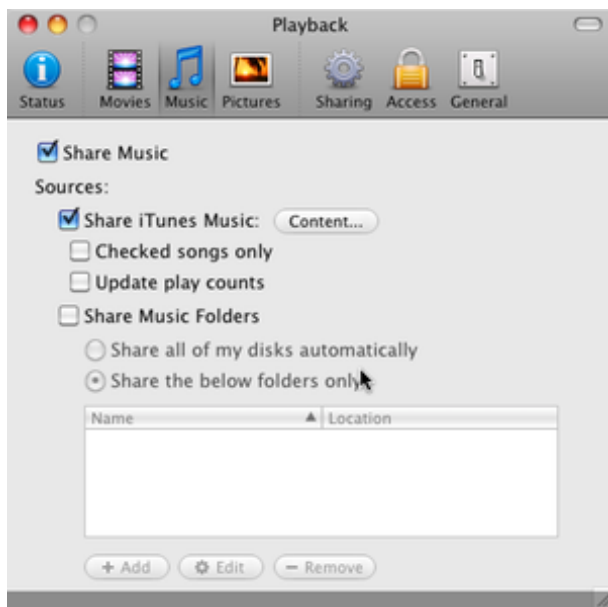 Playback
Status Movies Music Pictures Sharing Access General
Share Music
Sources:
Share iTunes Music: Content...
Checked songs only
Update play counts
Share Music Folders
Share all of my disks automatically
Share the below folders only
Name Location
+ Add Edit − Remove